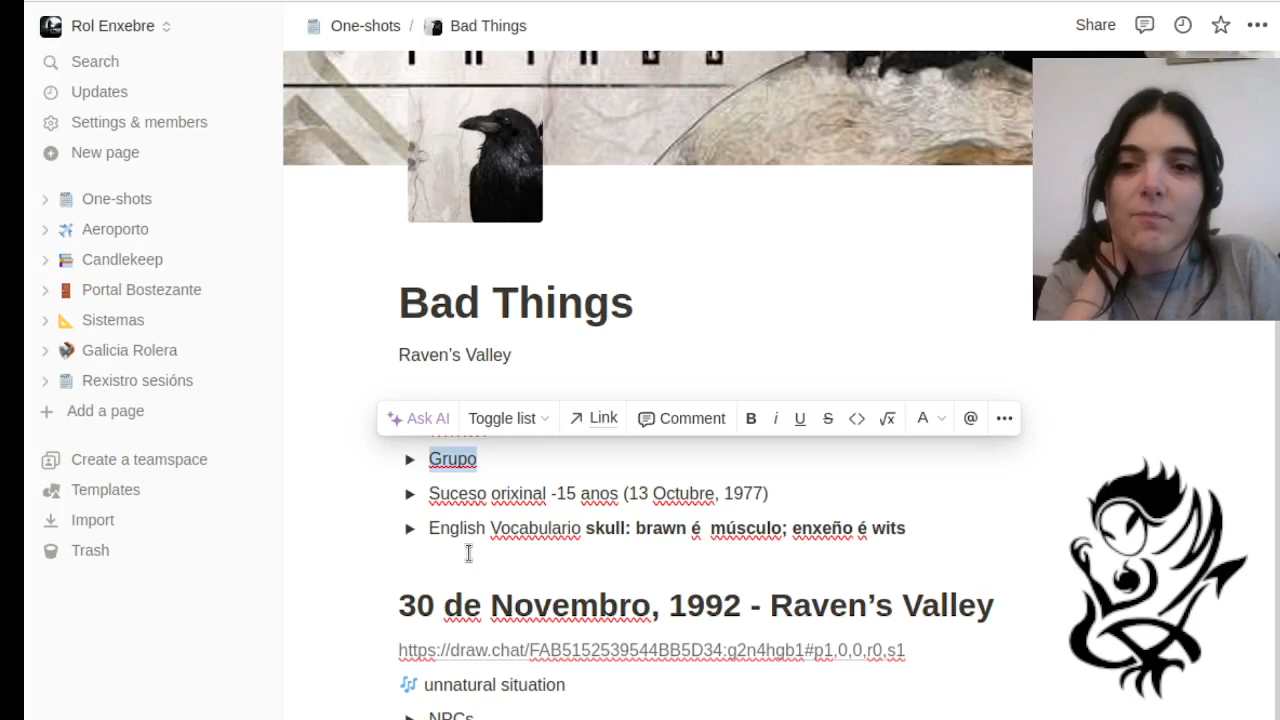 Rol Enxebre
Search
Updates
Settings & members
New page
One-shots
Aeroporto
Candlekeep
Portal Bostezante
Sistemas
Galicia Rolera
Rexistro sesións
Add a page
Create a teamspace
Templates
Import
Trash
One-shots / Bad Things
Share
Bad Things
Raven’s Valley
Ask AI Toggle list Link Comment B i U S <> √x A @ •••
Grupo
Suceso orixinal -15 anos (13 Octubre, 1977)
English Vocabulario skull: brawn é músculo; enxeño é wits
30 de Novembro, 1992 - Raven’s Valley
https://draw.chat/FAB5152539544BB5D34:g2n4hgb1#p1,0,0,r0,s1
unnatural situation
NPCs